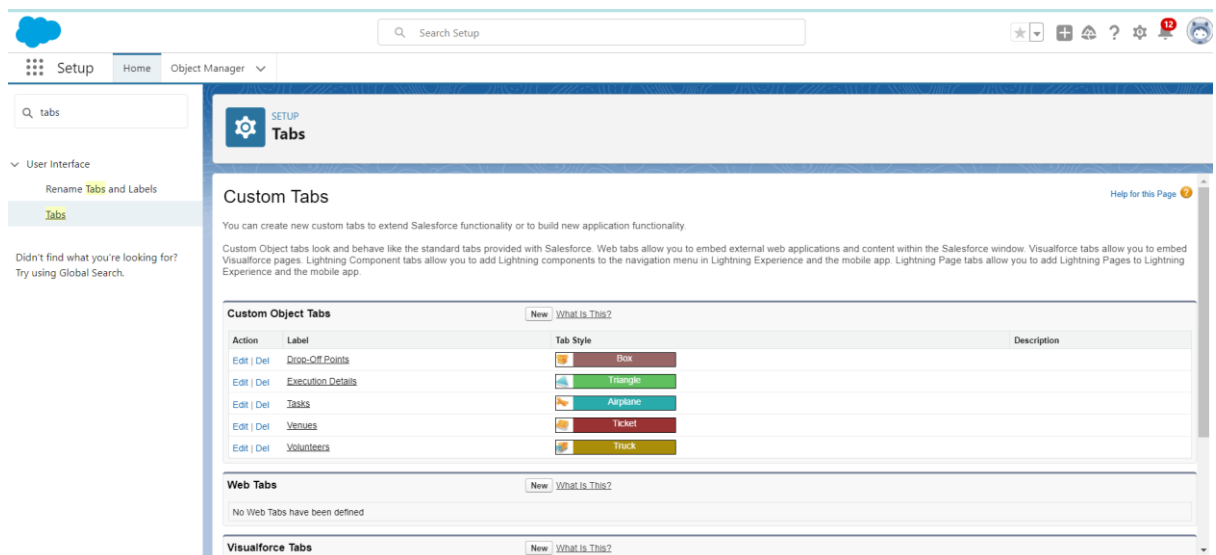 Search Setup
12
Setup
Home
Object Manager
tabs
User Interface
Rename Tabs and Labels
Tabs
Didn't find what you're looking for?
Try using Global Search.
SETUP
Tabs
Custom Tabs
Help for this Page
You can create new custom tabs to extend Salesforce functionality or to build new application functionality.
Custom Object tabs look and behave like the standard tabs provided with Salesforce. Web tabs allow you to embed external web applications and content within the Salesforce window. Visualforce tabs allow you to embed
Visualforce pages. Lightning Component tabs allow you to add Lightning components to the navigation menu in Lightning Experience and the mobile app. Lightning Page tabs allow you to add Lightning Pages to Lightning
Experience and the mobile app.
Custom Object Tabs New What Is This?
Action Label Tab Style Description
Edit | Del Drop-Off Points Box
Edit | Del Execution Details Triangle
Edit | Del Tasks Airplane
Edit | Del Venues Ticket
Edit | Del Volunteers Truck
Web Tabs New What Is This?
No Web Tabs have been defined
Visualforce Tabs New What Is This?